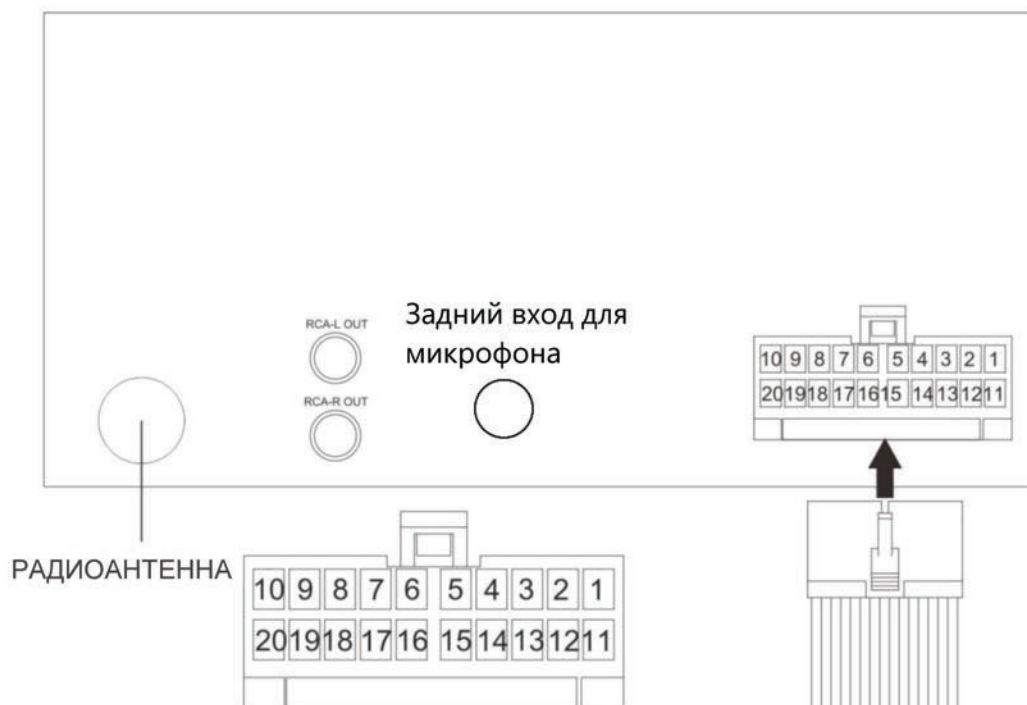 RCA-L OUT
Задний вход для
микрофона
RCA-R OUT
10 9 8 7 6 5 4 3 2 1
20 19 18 17 16 15 14 13 12 11
РАДИОАНТЕННА
10 9 8 7 6 5 4 3 2 1
20 19 18 17 16 15 14 13 12 11